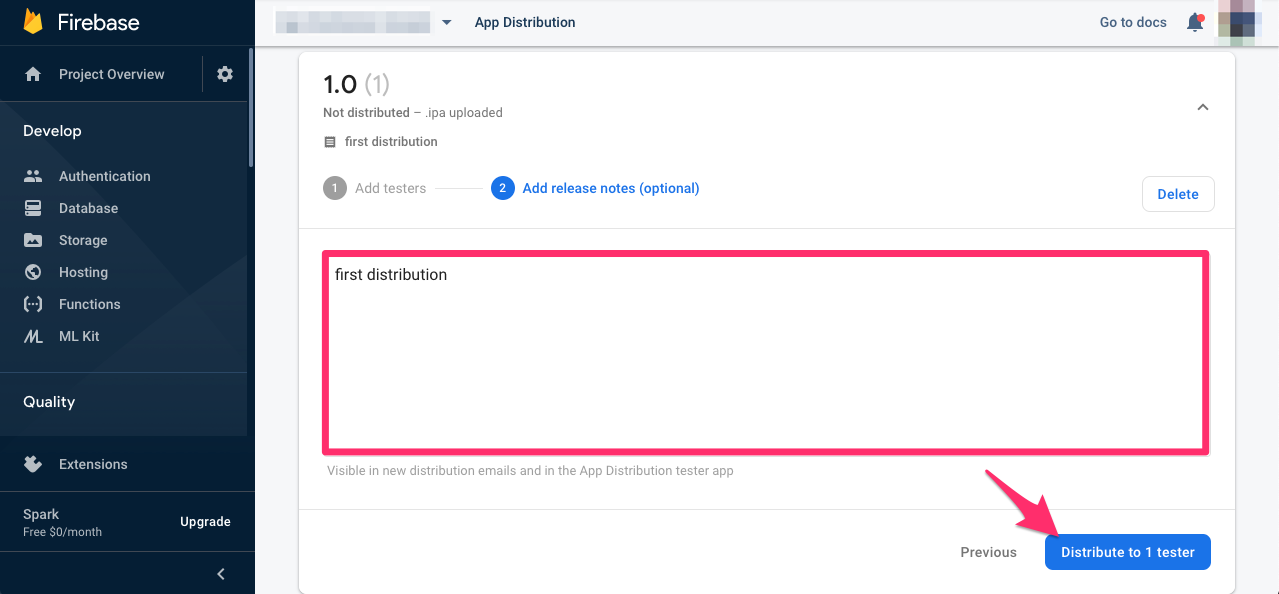 Firebase
App Distribution
Go to docs
Project Overview
Develop
Authentication
Database
Storage
Hosting
Functions
ML Kit
Quality
Extensions
Spark
Free $0/month
Upgrade
1.0 (1)
Not distributed – .ipa uploaded
first distribution
1 Add testers
2 Add release notes (optional)
Delete
first distribution
Visible in new distribution emails and in the App Distribution tester app
Previous
Distribute to 1 tester